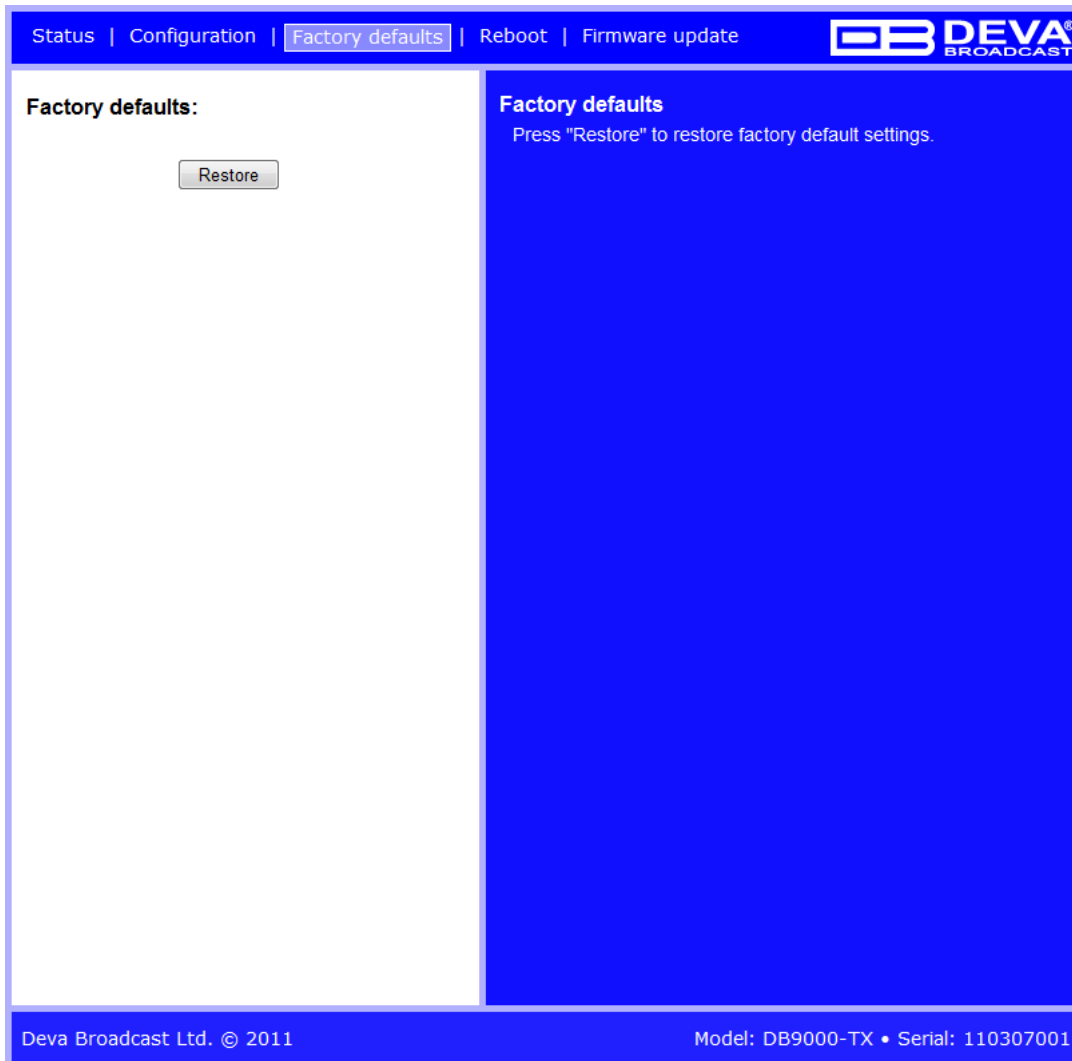 Status | Configuration | Factory defaults | Reboot | Firmware update
DB DEVA®
BROADCAST
Factory defaults:
Restore
Factory defaults
Press "Restore" to restore factory default settings.
Deva Broadcast Ltd. © 2011
Model: DB9000-TX • Serial: 110307001